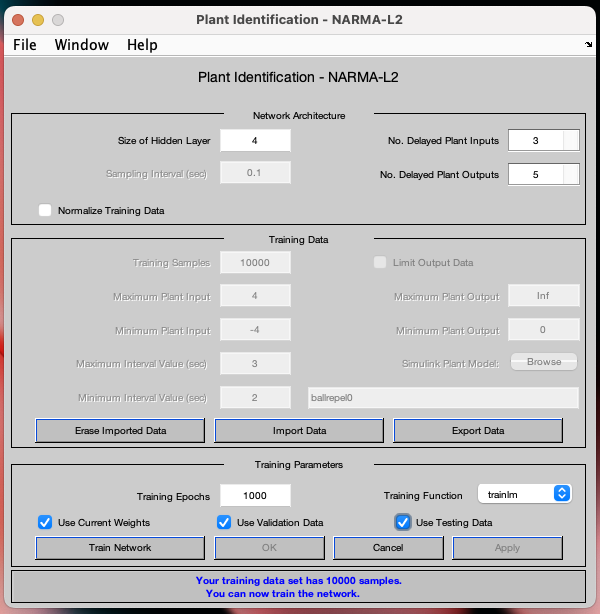 Plant Identification - NARMA-L2
File Window Help
Plant Identification - NARMA-L2
Network Architecture
Size of Hidden Layer 4 No. Delayed Plant Inputs 3
Sampling Interval (sec) 0.1 No. Delayed Plant Outputs 5
Normalize Training Data
Training Data
Training Samples 10000 Limit Output Data
Maximum Plant Input 4 Maximum Plant Output Inf
Minimum Plant Input -4 Minimum Plant Output 0
Maximum Interval Value (sec) 3 Simulink Plant Model: Browse
Minimum Interval Value (sec) 2 ballrepel0
Erase Imported Data Import Data Export Data
Training Parameters
Training Epochs 1000 Training Function trainlm
Use Current Weights Use Validation Data Use Testing Data
Train Network OK Cancel Apply
Your training data set has 10000 samples.
You can now train the network.